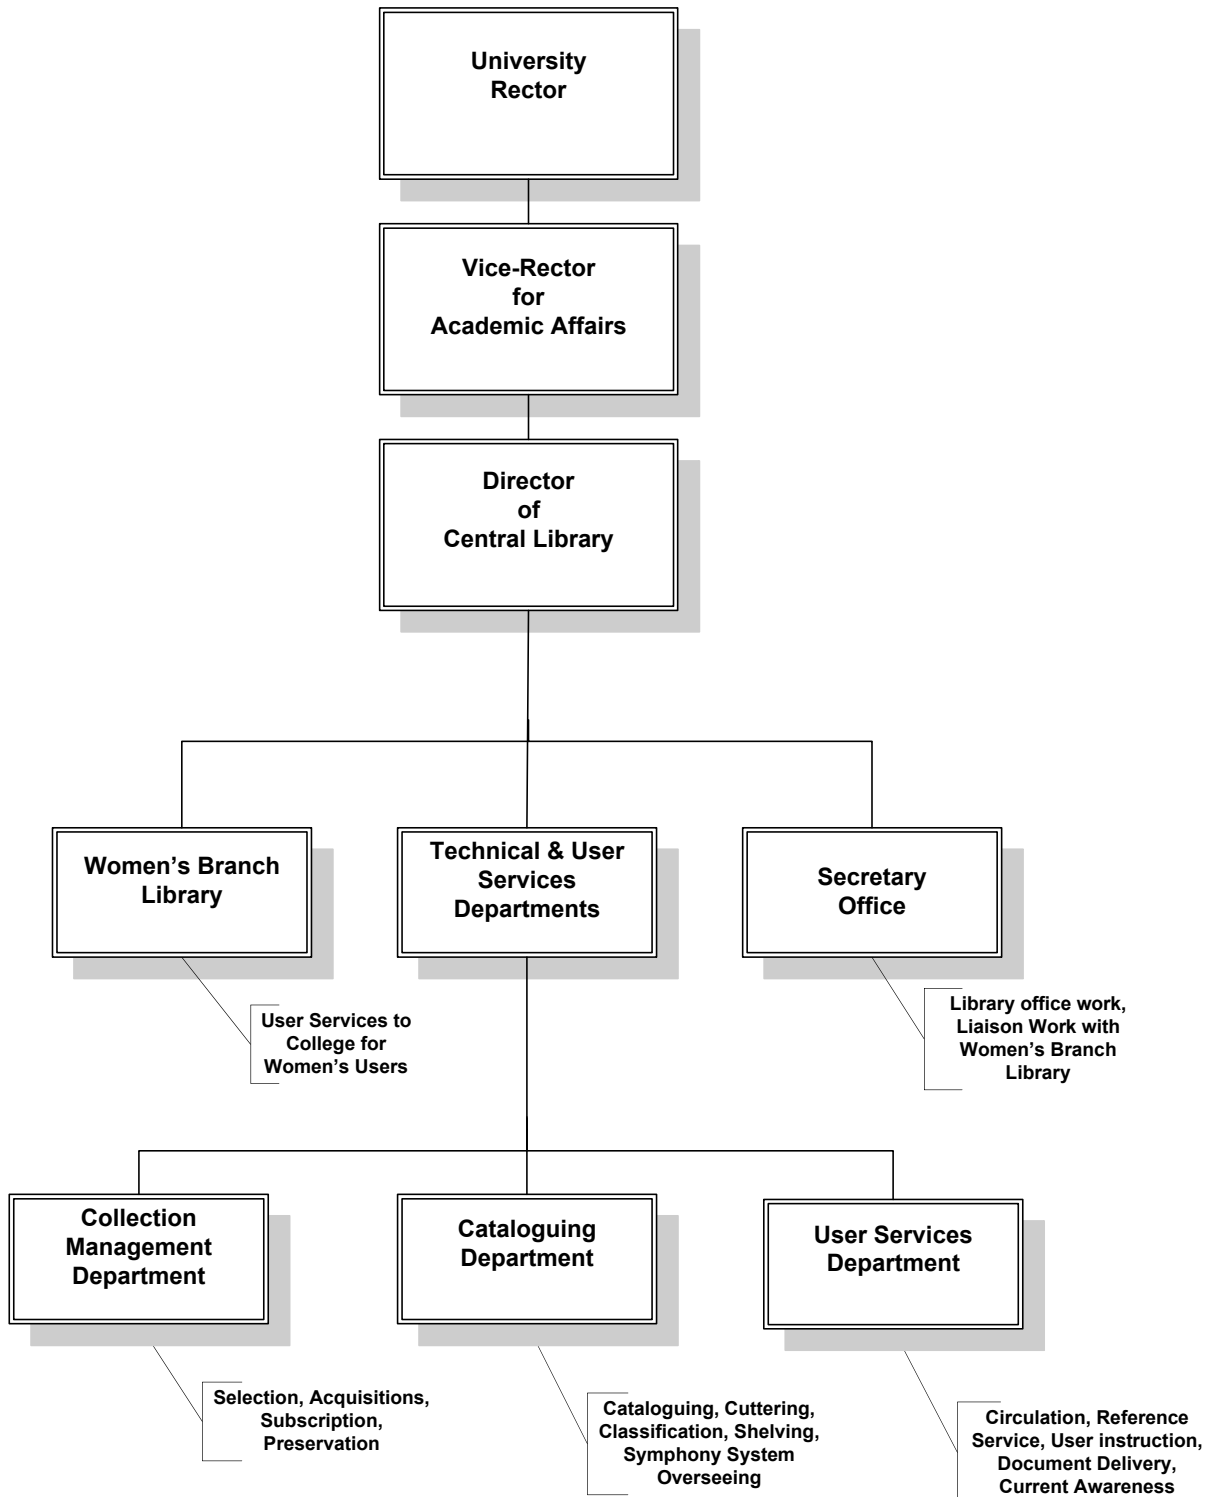 University
Rector
Vice-Rector
for
Academic Affairs
Director
of
Central Library
Women's Branch
Library
Technical & User
Services
Departments
Secretary
Office
User Services to
College for
Women's Users
Library office work,
Liaison Work with
Women's Branch
Library
Collection
Management
Department
Cataloguing
Department
User Services
Department
Selection, Acquisitions,
Subscription,
Preservation
Cataloguing, Cuttering,
Classification, Shelving,
Symphony System
Overseeing
Circulation, Reference
Service, User instruction,
Document Delivery,
Current Awareness